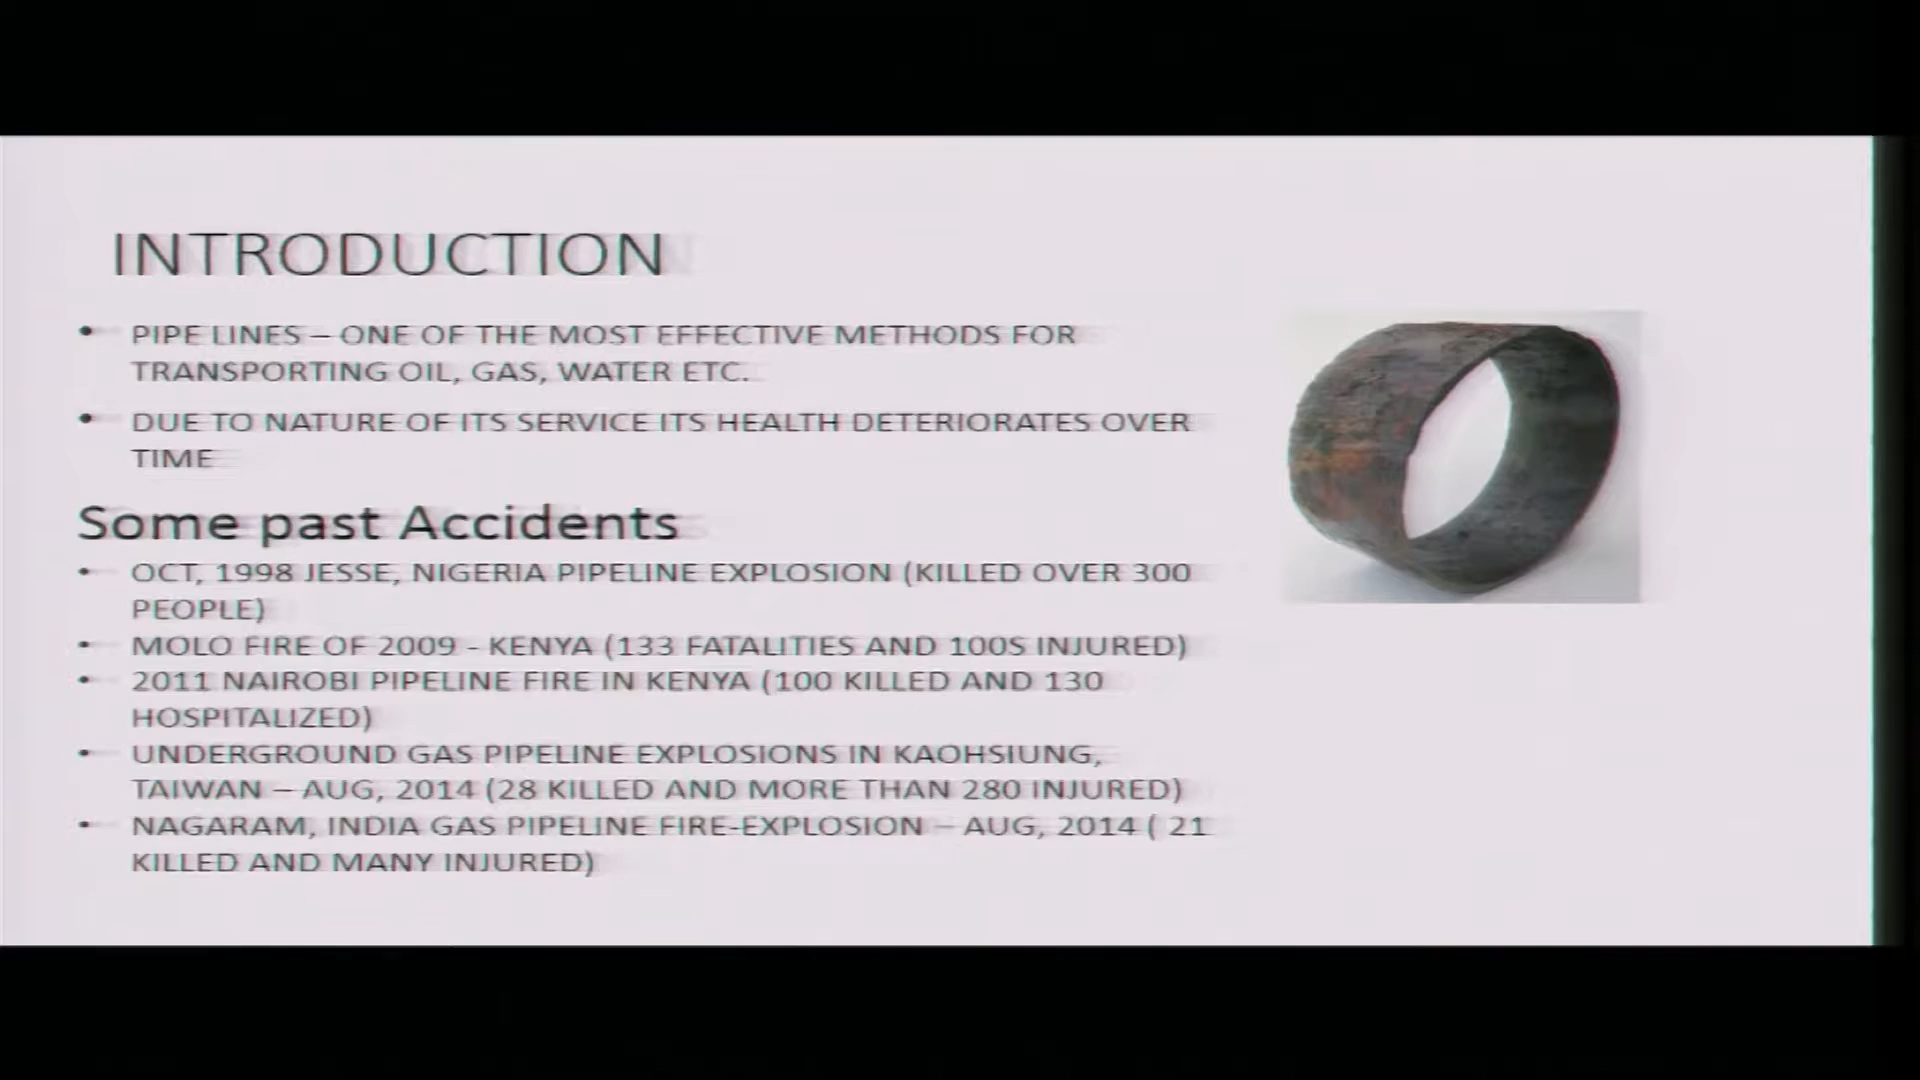 INTRODUCTION
• PIPE LINES – ONE OF THE MOST EFFECTIVE METHODS FOR
TRANSPORTING OIL, GAS, WATER ETC.
• DUE TO NATURE OF ITS SERVICE ITS HEALTH DETERIORATES OVER
TIME
Some past Accidents
• OCT, 1998 JESSE, NIGERIA PIPELINE EXPLOSION (KILLED OVER 300
PEOPLE)
• MOLO FIRE OF 2009 - KENYA (133 FATALITIES AND 100S INJURED)
• 2011 NAIROBI PIPELINE FIRE IN KENYA (100 KILLED AND 130
HOSPITALIZED)
• UNDERGROUND GAS PIPELINE EXPLOSIONS IN KAOHSIUNG,
TAIWAN – AUG, 2014 (28 KILLED AND MORE THAN 280 INJURED)
• NAGARAM, INDIA GAS PIPELINE FIRE-EXPLOSION – AUG, 2014 ( 21
KILLED AND MANY INJURED)